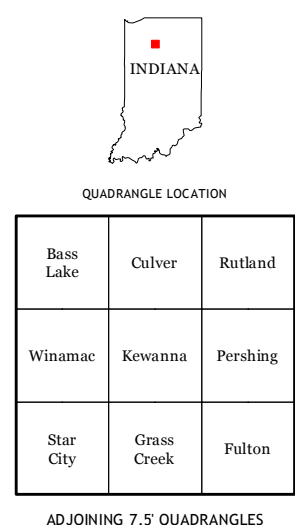 INDIANA
QUADRANGLE LOCATION
Bass
Lake
Culver
Rutland
Winamac
Kewanna
Pershing
Star
City
Grass
Creek
Fulton
ADJOINING 7.5' QUADRANGLES